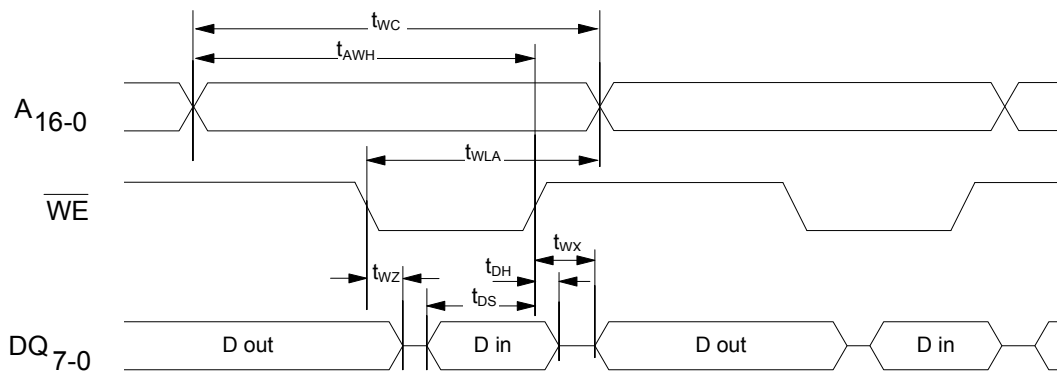 tWC
tAWH
A16-0
tWLA
WE
tWX
tWZ
tDH
tDS
DQ7-0
D out
D in
D out
D in